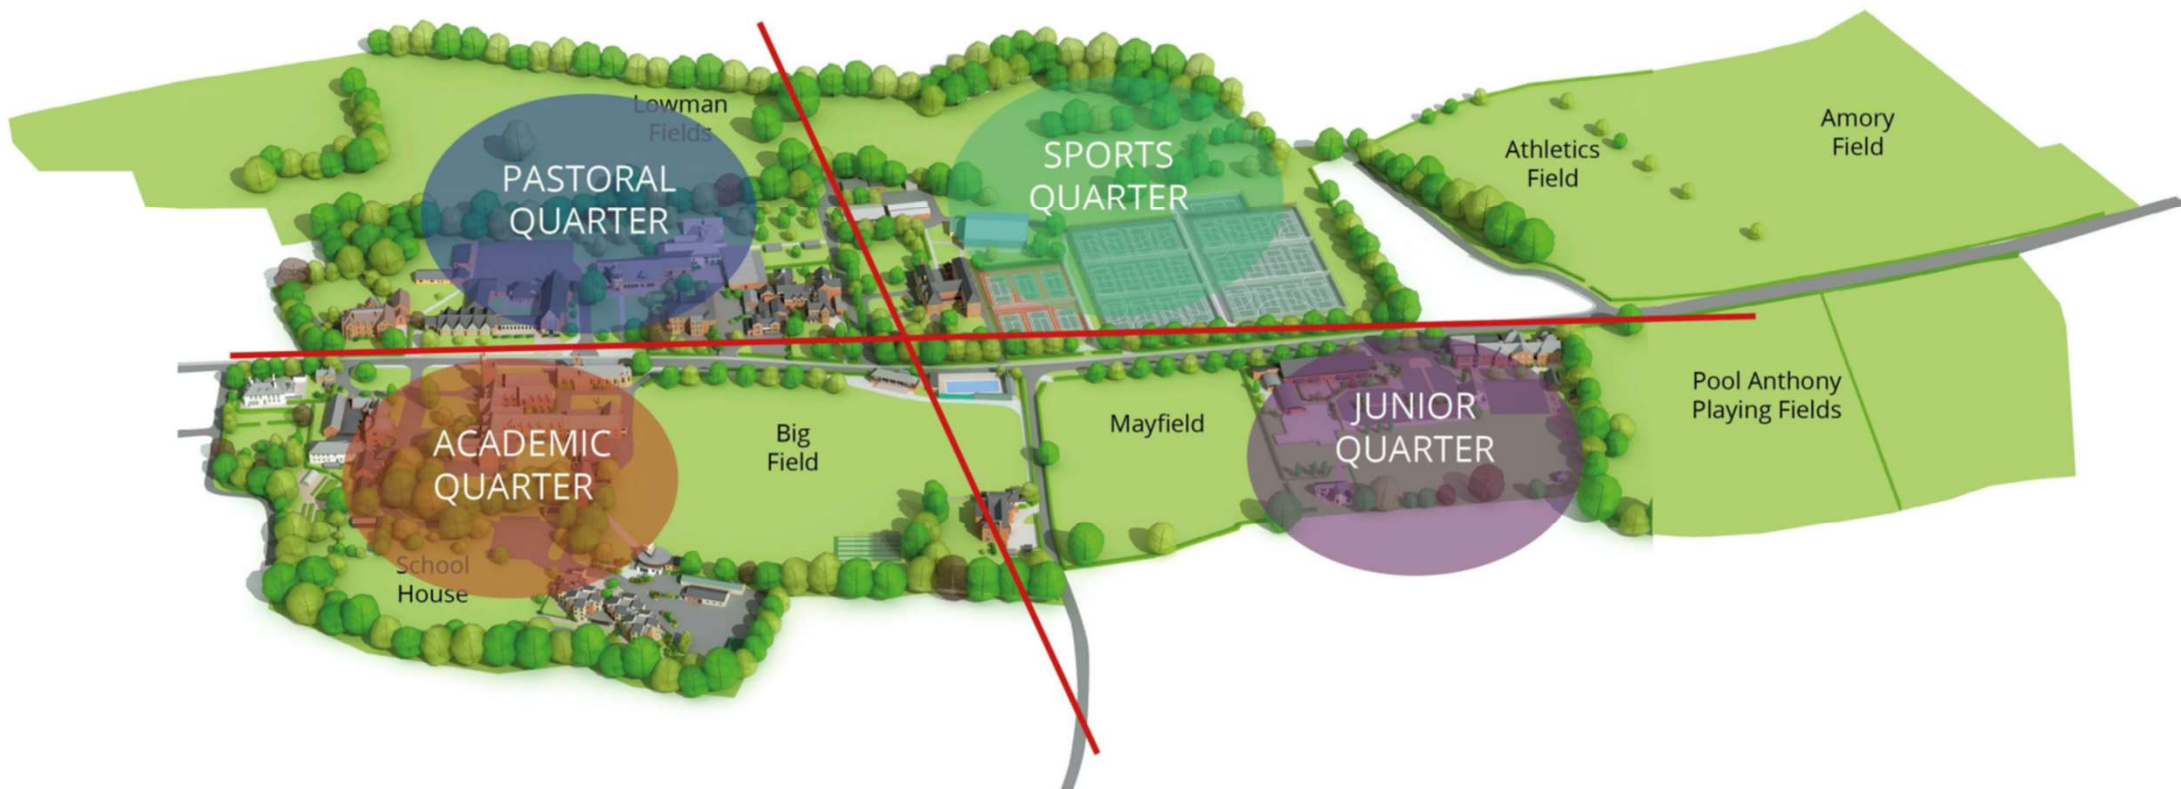 Lowman
Fields
PASTORAL
QUARTER
SPORTS
QUARTER
Athletics
Field
Amory
Field
ACADEMIC
QUARTER
School
House
Big
Field
Mayfield
JUNIOR
QUARTER
Pool Anthony
Playing Fields